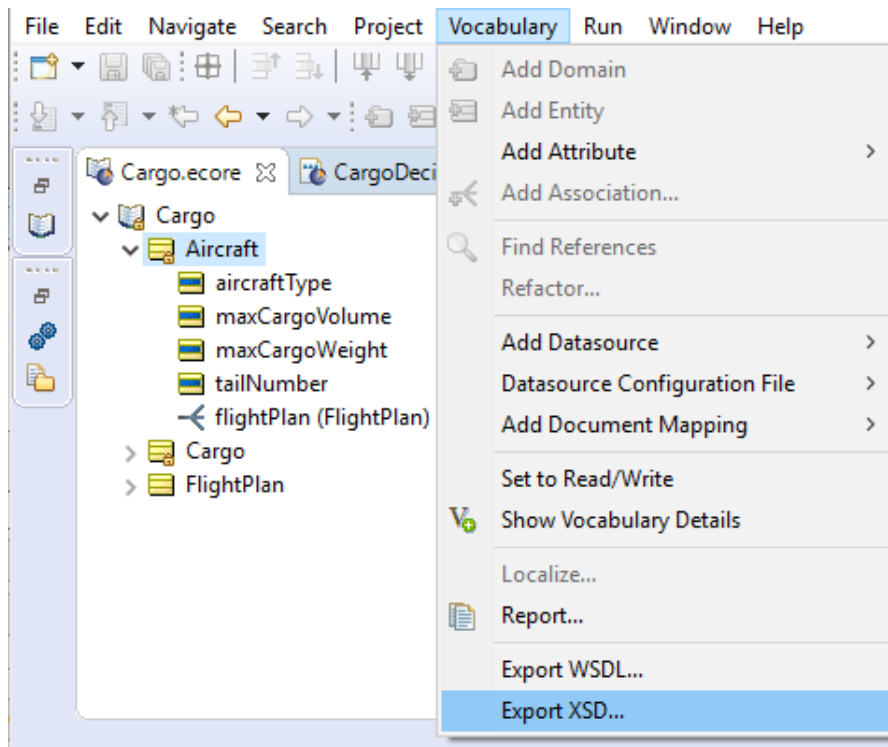 File Edit Navigate Search Project Vocabulary Run Window Help
Cargo.ecore CargoDeci
Cargo
Aircraft
aircraftType
maxCargoVolume
maxCargoWeight
tailNumber
flightPlan (FlightPlan)
Cargo
FlightPlan
Add Domain
Add Entity
Add Attribute
Add Association...
Find References
Refactor...
Add Datasource
Datasource Configuration File
Add Document Mapping
Set to Read/Write
Show Vocabulary Details
Localize...
Report...
Export WSDL...
Export XSD...